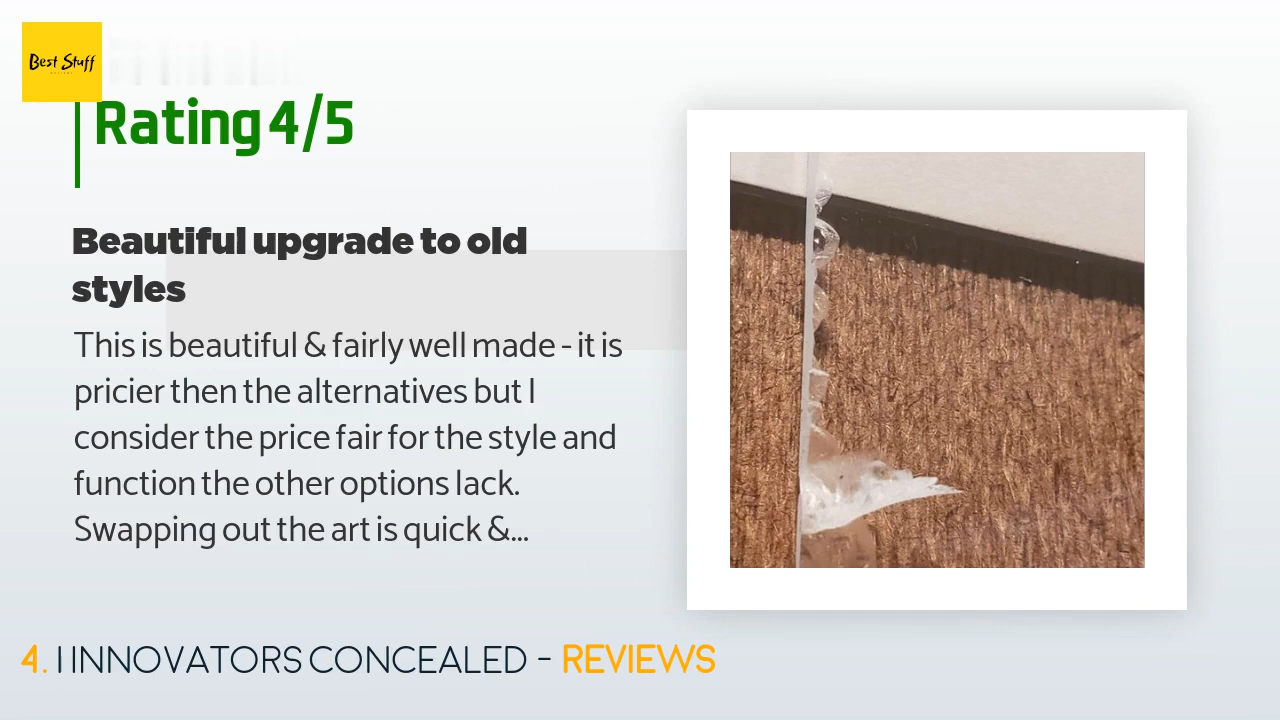 Best Stuff
Rating 4/5
Beautiful upgrade to old
styles
This is beautiful & fairly well made - it is
pricier then the alternatives but I
consider the price fair for the style and
function the other options lack.
Swapping out the art is quick &...
4. I INNOVATORS CONCEALED - REVIEWS